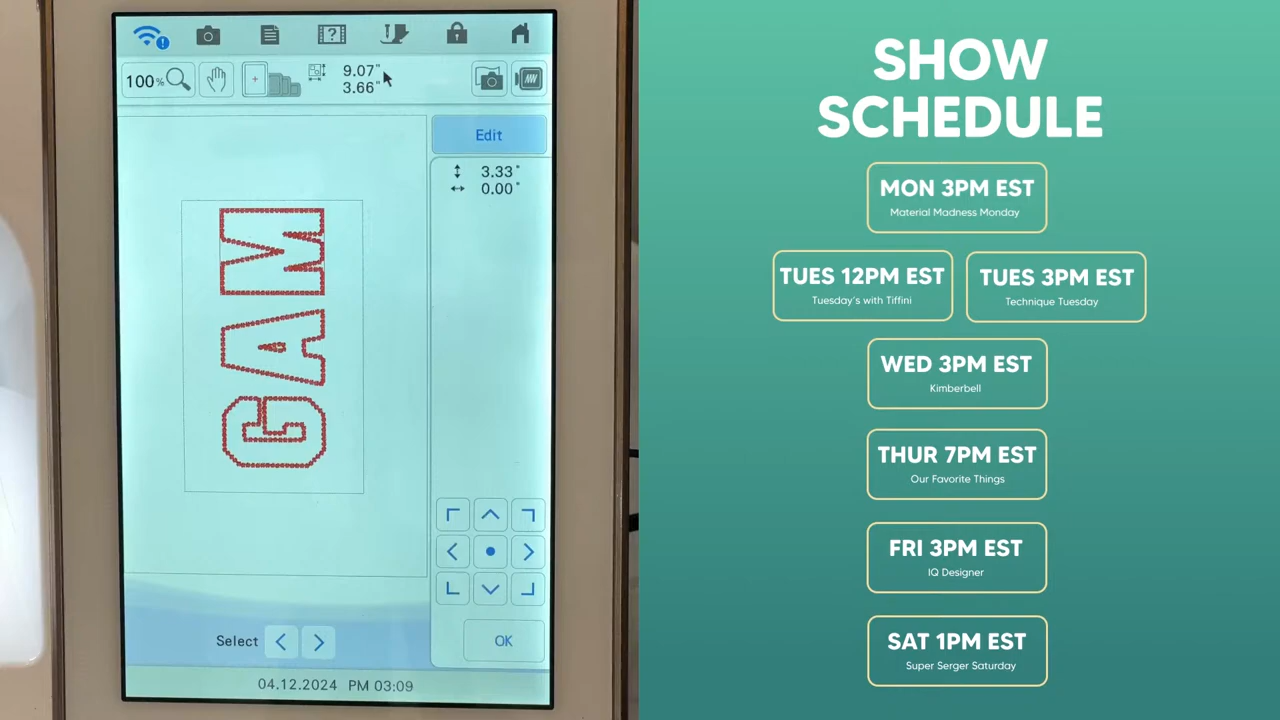 100%
9.07"
3.66"
Edit
3.33"
0.00"
GAM
Select
OK
04.12.2024 PM 03:09
SHOW
SCHEDULE
MON 3PM EST
Material Madness Monday
TUES 12PM EST
Tuesday's with Tiffini
TUES 3PM EST
Technique Tuesday
WED 3PM EST
Kimberbell
THUR 7PM EST
Our Favorite Things
FRI 3PM EST
IQ Designer
SAT 1PM EST
Super Serger Saturday